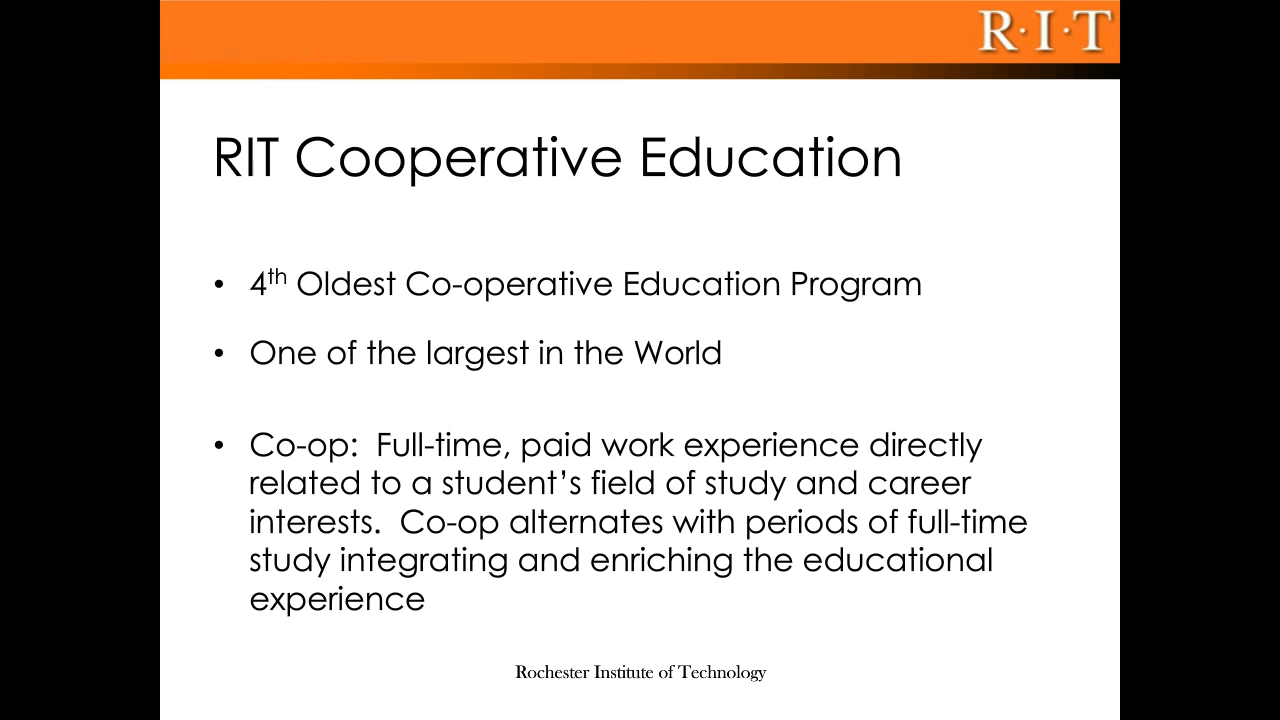 R·I·T
RIT Cooperative Education
• 4th Oldest Co-operative Education Program
• One of the largest in the World
• Co-op:  Full-time, paid work experience directly
related to a student’s field of study and career
interests.  Co-op alternates with periods of full-time
study integrating and enriching the educational
experience
Rochester Institute of Technology